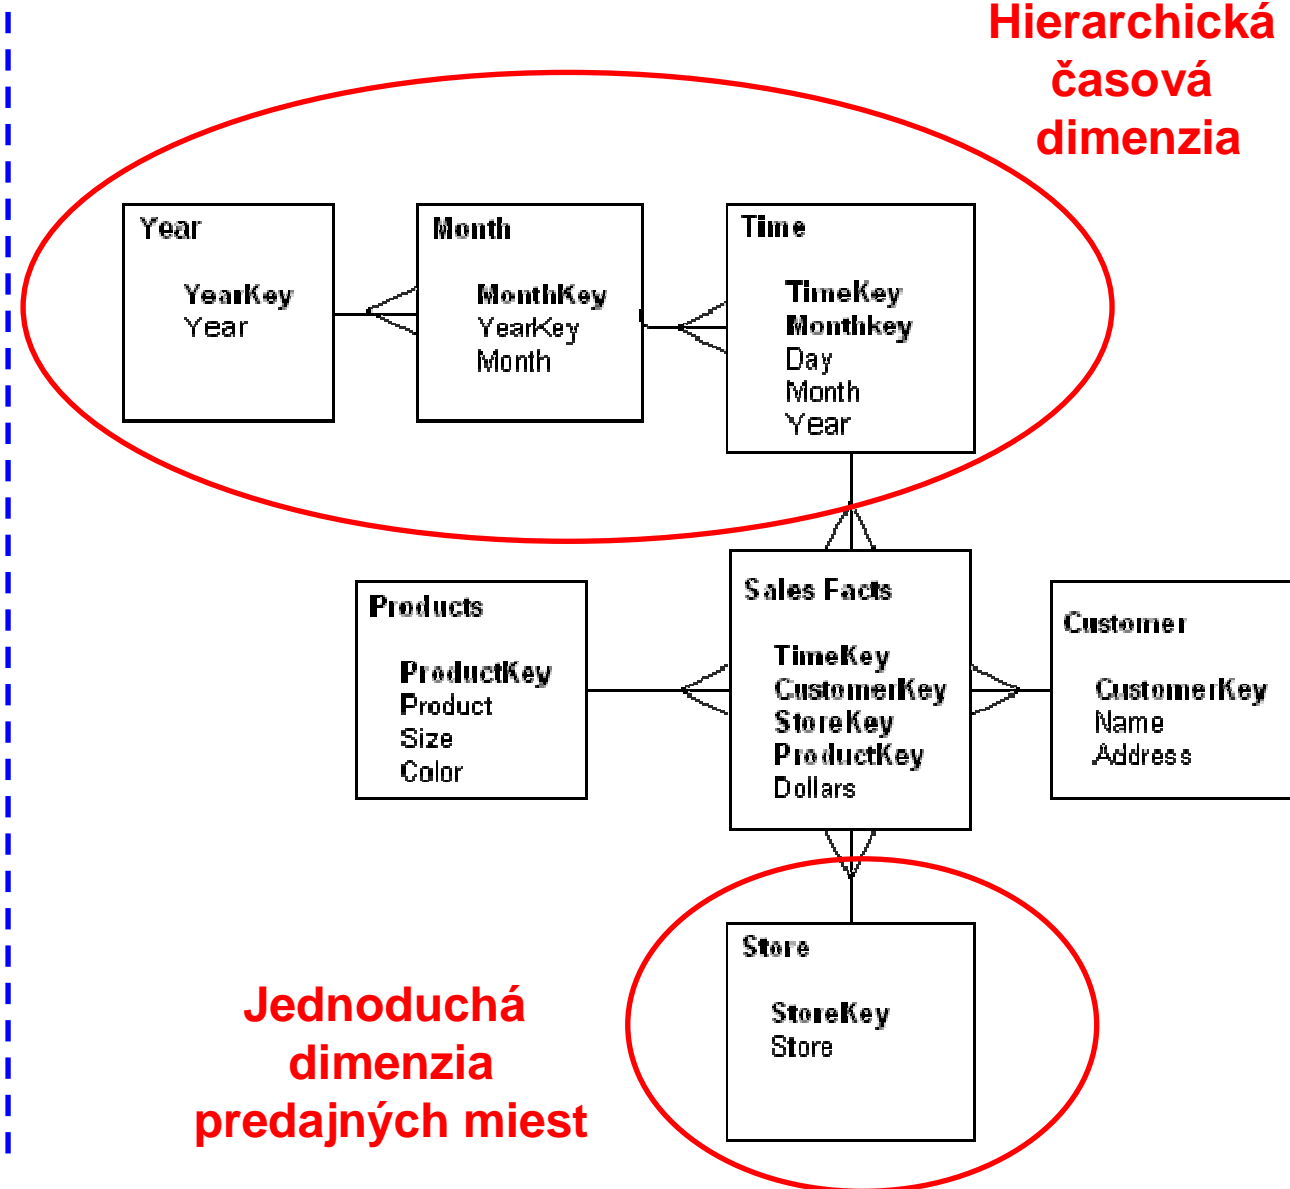 Hierarchická
časová
dimenzia
Year
YearKey
Year
Month
MonthKey
YearKey
Month
Time
TimeKey
Monthkey
Day
Month
Year
Products
ProductKey
Product
Size
Color
Sales Facts
TimeKey
CustomerKey
StoreKey
ProductKey
Dollars
Customer
CustomerKey
Name
Address
Store
StoreKey
Store
Jednoduchá
dimenzia
predajných miest